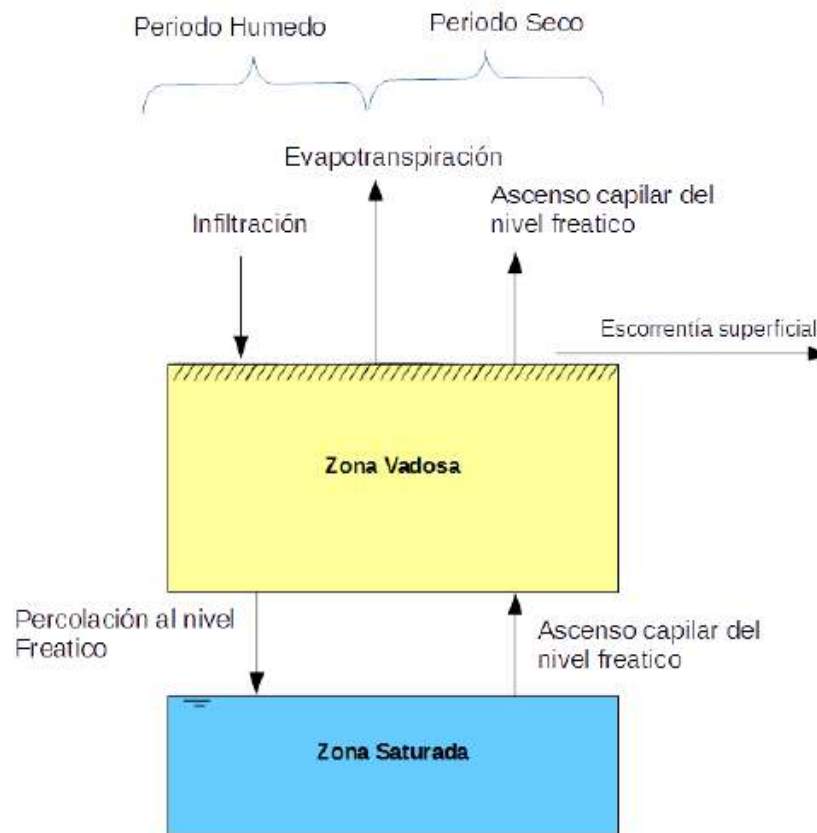 Periodo Humedo
Periodo Seco
Evapotranspiración
Ascenso capilar del
nivel freatico
Infiltración
Escorrentía superficial
Zona Vadosa
Percolación al nivel
Freatico
Ascenso capilar del
nivel freatico
Zona Saturada